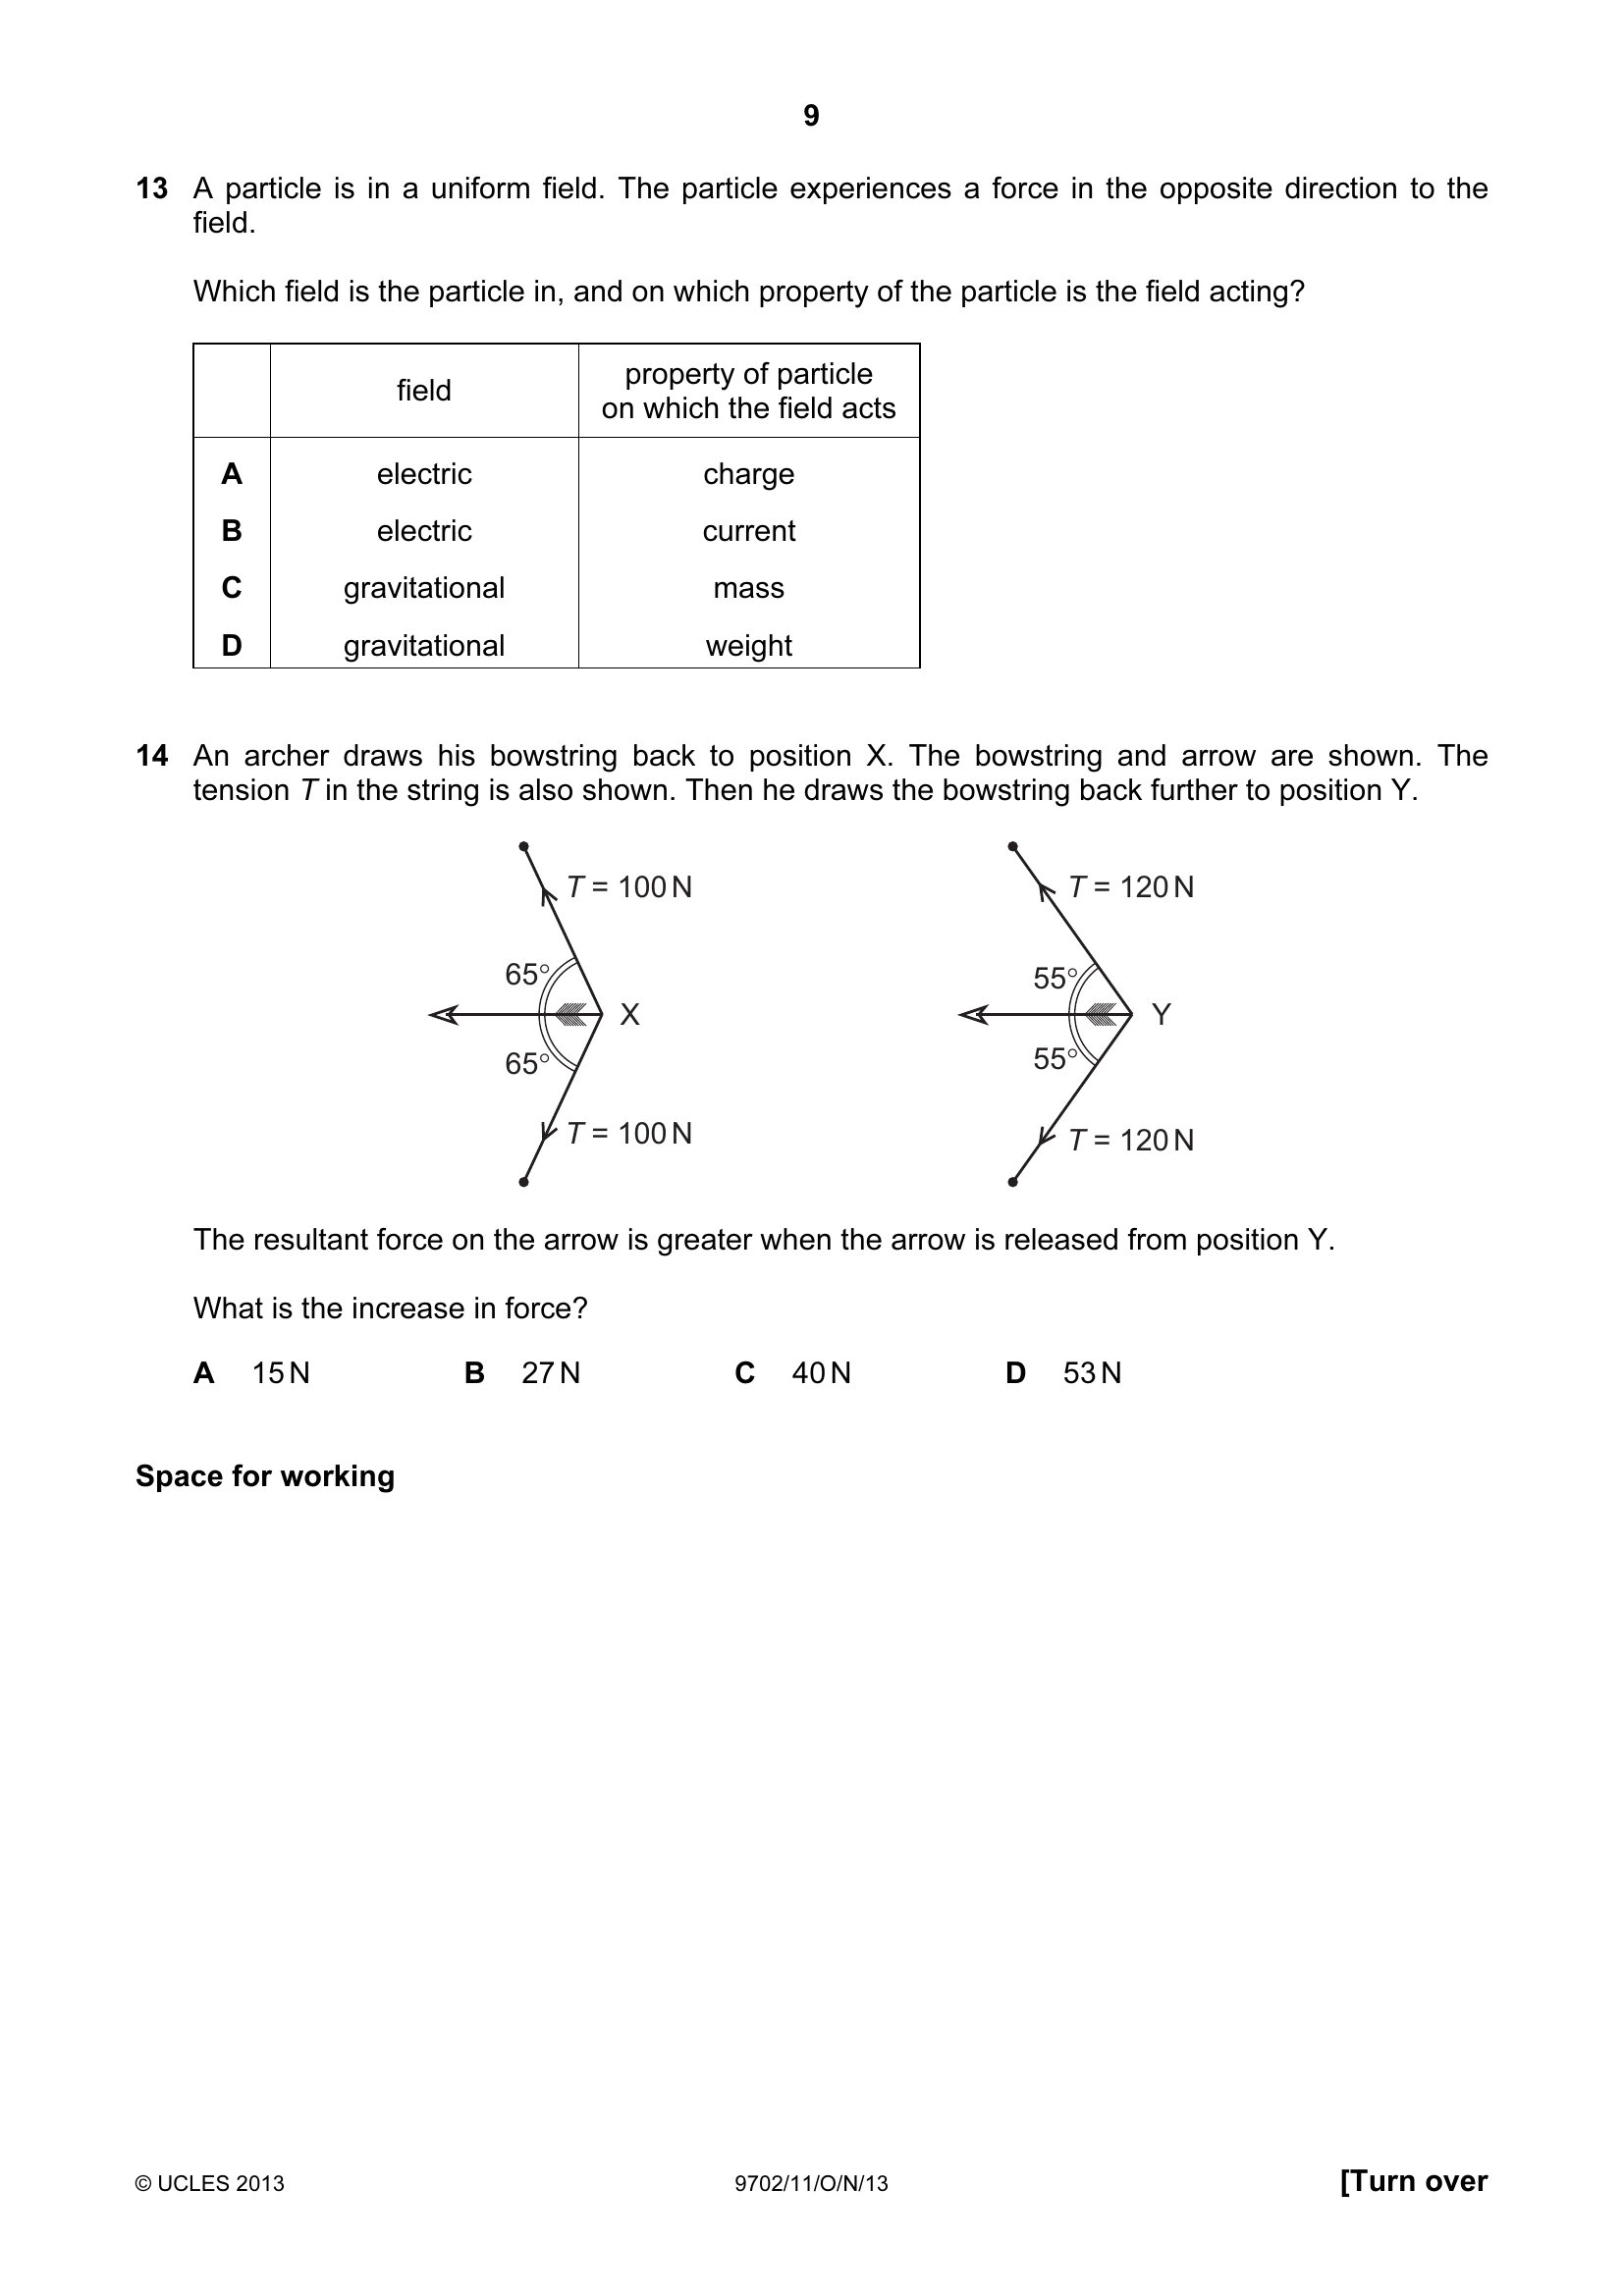 9
13 A particle is in a uniform field. The particle experiences a force in the opposite direction to the
field.
Which field is the particle in, and on which property of the particle is the field acting?
field
property of particle
on which the field acts
A electric charge
B electric current
C gravitational mass
D gravitational weight
14 An archer draws his bowstring back to position X. The bowstring and arrow are shown. The
tension T in the string is also shown. Then he draws the bowstring back further to position Y.
T = 100 N T = 120 N
65° 55°
X Y
65° 55°
T = 100 N T = 120 N
The resultant force on the arrow is greater when the arrow is released from position Y.
What is the increase in force?
A 15 N B 27 N C 40 N D 53 N
Space for working
© UCLES 2013 9702/11/O/N/13 [Turn over